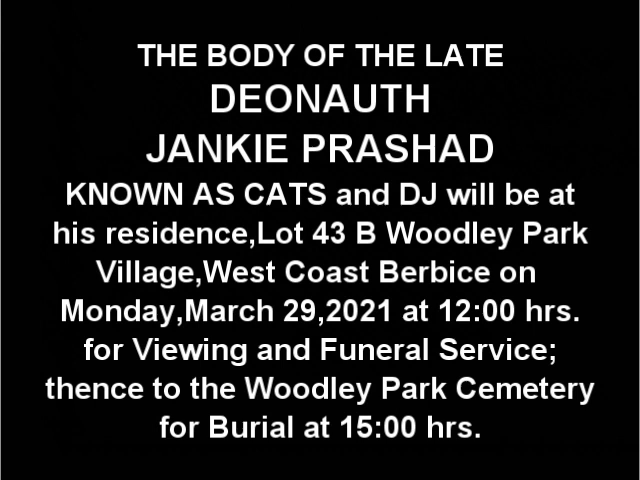 THE BODY OF THE LATE
DEONAUTH
JANKIE PRASHAD
KNOWN AS CATS and DJ will be at
his residence,Lot 43 B Woodley Park
Village,West Coast Berbice on
Monday,March 29,2021 at 12:00 hrs.
for Viewing and Funeral Service;
thence to the Woodley Park Cemetery
for Burial at 15:00 hrs.